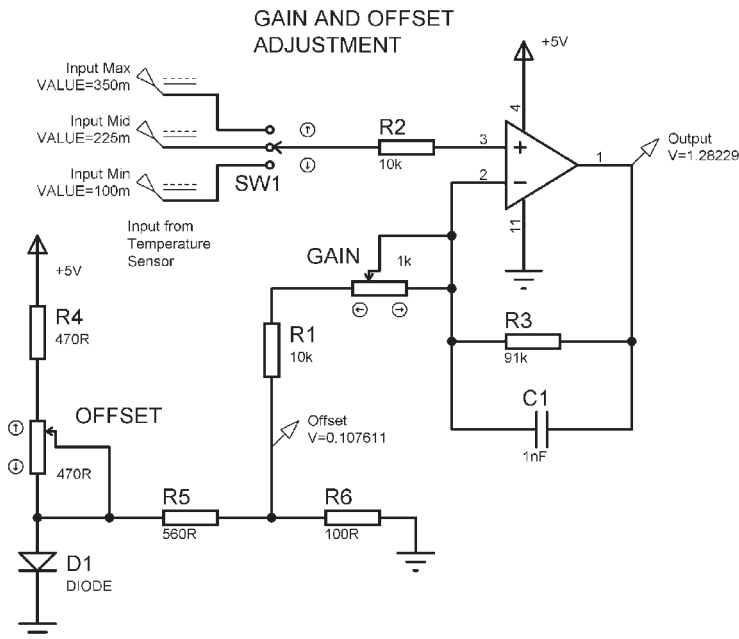 GAIN AND OFFSET
ADJUSTMENT
+5V
Input Max
VALUE=350m
Input Mid
VALUE=225m
Input Min
VALUE=100m
SW1
R2
10k
3
2
4
11
1
Output
V=1.28229
Input from
Temperature
Sensor
+5V
R4
470R
GAIN
1k
R1
10k
R3
91k
C1
1nF
OFFSET
470R
Offset
V=0.107611
R5
560R
R6
100R
D1
DIODE